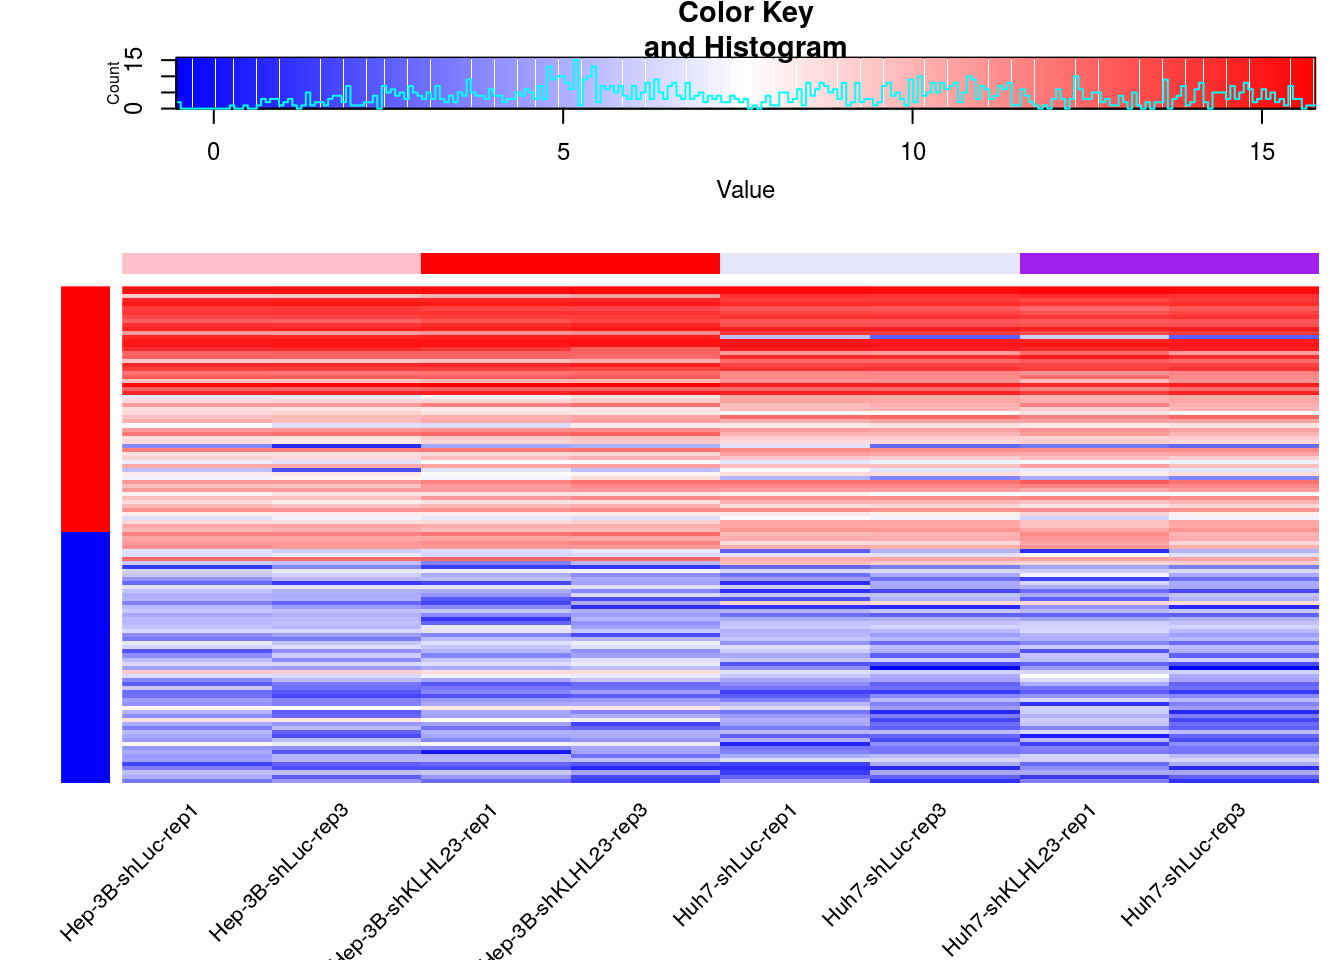 Color Key
and Histogram
Count
0
15
0
5
10
15
Value
Hep-3B-shLuc-rep1
Hep-3B-shLuc-rep3
Hep-3B-shKLHL23-rep1
Hep-3B-shKLHL23-rep3
Huh7-shLuc-rep1
Huh7-shLuc-rep3
Huh7-shKLHL23-rep1
Huh7-shLuc-rep3